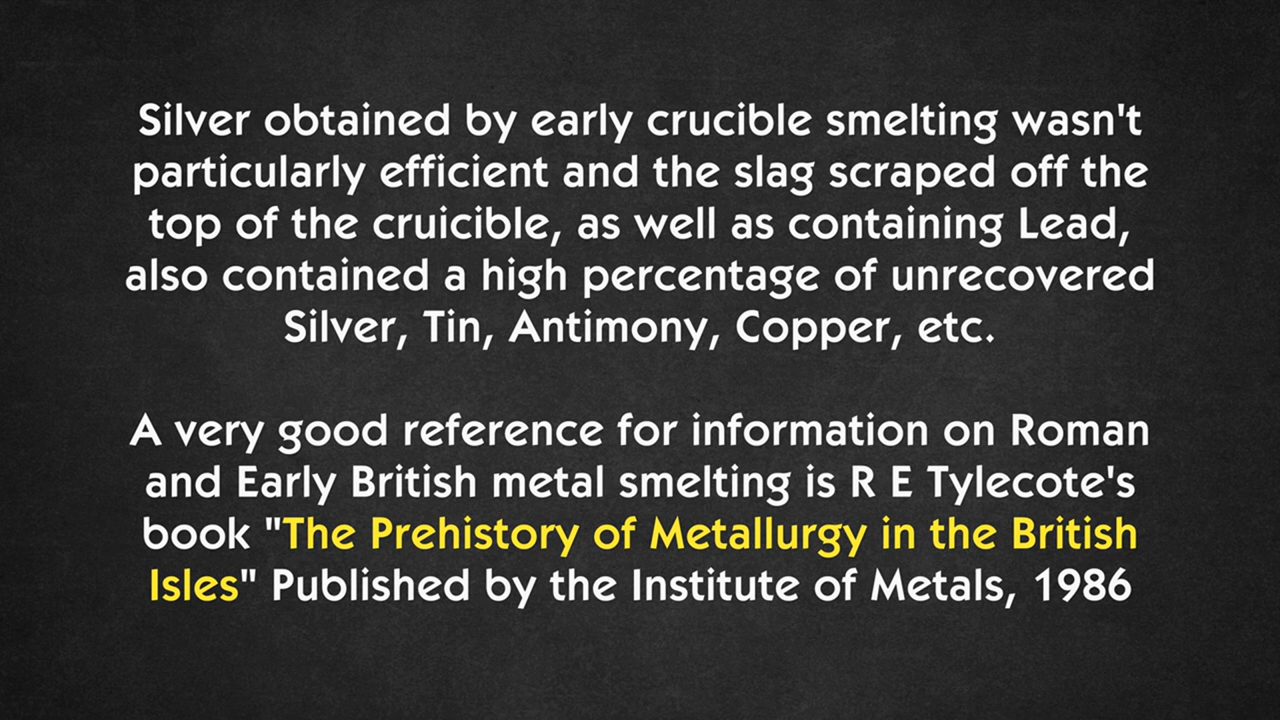 Silver obtained by early crucible smelting wasn't
particularly efficient and the slag scraped off the
top of the cruicible, as well as containing Lead,
also contained a high percentage of unrecovered
Silver, Tin, Antimony, Copper, etc.
A very good reference for information on Roman
and Early British metal smelting is R E Tylecote's
book "The Prehistory of Metallurgy in the British
Isles" Published by the Institute of Metals, 1986